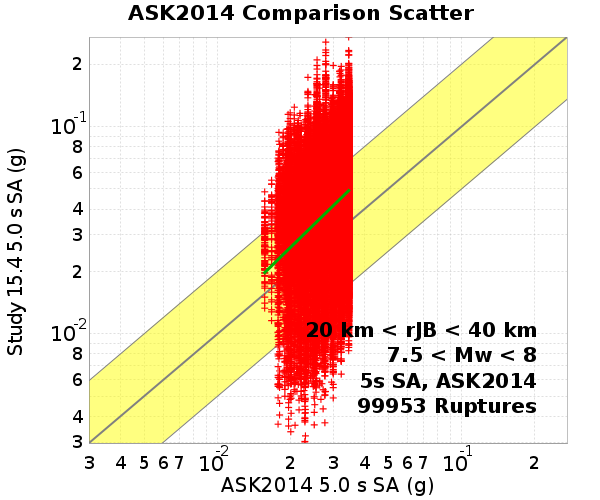 ASK2014 Comparison Scatter
Study 15.4 5.0 s SA (g)
2
10-1
8
6
4
3
2
10-2
8
6
4
3
20 km < rJB < 40 km
7.5 < Mw < 8
5s SA, ASK2014
99953 Ruptures
3 4 5 6 7 10-2 2 3 4 5 6 7 10-1 2
ASK2014 5.0 s SA (g)